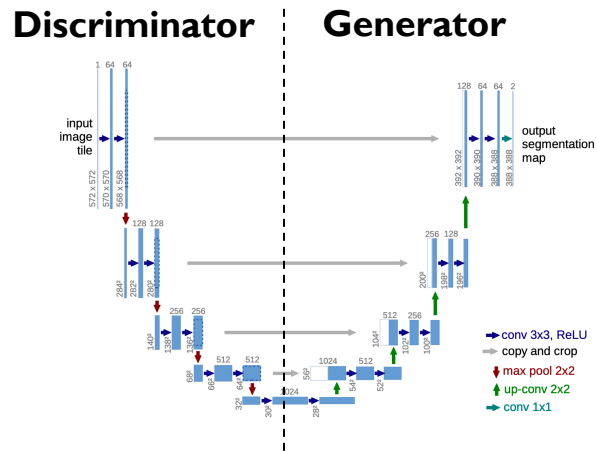 Discriminator
Generator
1 64 64
128 64 64 2
input
image
tile
output
segmentation
map
572 x 572
570 x 570
568 x 568
392 x 392
390 x 390
388 x 388
388 x 388
128 128
256 128
284²
282²
280²
200²
198²
196²
256 256
512 256
140²
138²
136²
104²
102²
100²
512 512
1024 512
68²
66²
64²
56²
54²
52²
1024
32²
30²
28²
conv 3x3, ReLU
copy and crop
max pool 2x2
up-conv 2x2
conv 1x1